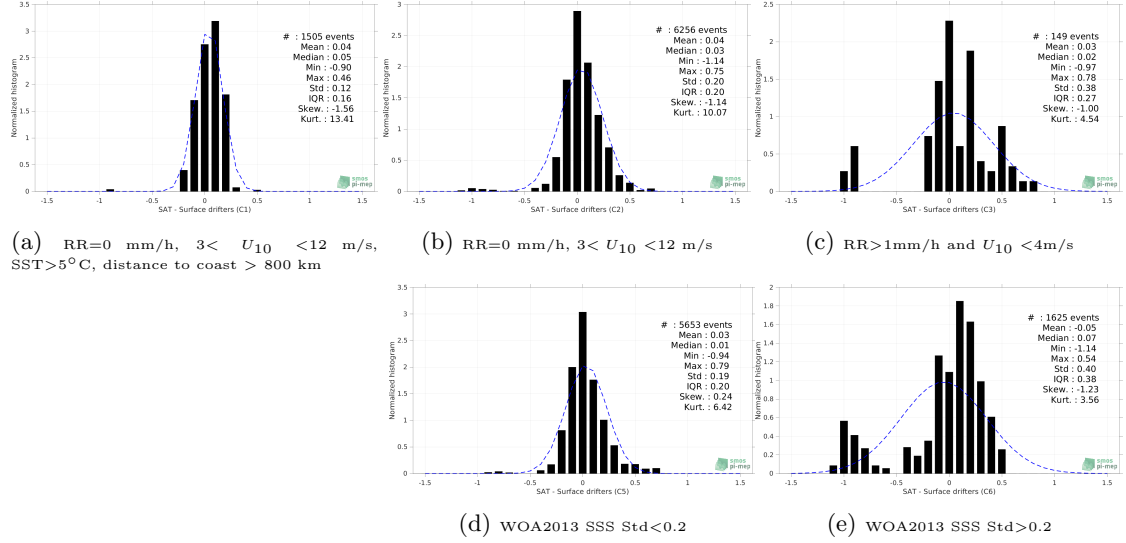 3.5
3
2.5
2
1.5
1
0.5
0
Normalized histogram
# : 1505 events
Mean : 0.04
Median : 0.05
Min : -0.90
Max : 0.46
Std : 0.12
IQR : 0.16
Skew. : -1.56
Kurt. : 13.41
smos
pi-mep
-1.5 -1 -0.5 0 0.5 1 1.5
SAT - Surface drifters (C1)
(a) RR=0 mm/h, 3< U10 <12 m/s,
SST>5°C, distance to coast > 800 km
3
2.5
2
1.5
1
0.5
0
Normalized histogram
# : 6256 events
Mean : 0.04
Median : 0.03
Min : -1.14
Max : 0.75
Std : 0.20
IQR : 0.20
Skew. : -1.14
Kurt. : 10.07
smos
pi-mep
-1.5 -1 -0.5 0 0.5 1 1.5
SAT - Surface drifters (C2)
(b) RR=0 mm/h, 3< U10 <12 m/s
2.5
2
1.5
1
0.5
0
Normalized histogram
# : 149 events
Mean : 0.03
Median : 0.02
Min : -0.97
Max : 0.78
Std : 0.38
IQR : 0.27
Skew. : -1.00
Kurt. : 4.54
smos
pi-mep
-1.5 -1 -0.5 0 0.5 1 1.5
SAT - Surface drifters (C3)
(c) RR>1mm/h and U10 <4m/s
3.5
3
2.5
2
1.5
1
0.5
0
Normalized histogram
# : 5653 events
Mean : 0.03
Median : 0.01
Min : -0.94
Max : 0.79
Std : 0.19
IQR : 0.20
Skew. : 0.24
Kurt. : 6.42
smos
pi-mep
-1.5 -1 -0.5 0 0.5 1 1.5
SAT - Surface drifters (C5)
(d) WOA2013 SSS Std<0.2
2
1.8
1.6
1.4
1.2
1
0.8
0.6
0.4
0.2
0
Normalized histogram
# : 1625 events
Mean : -0.05
Median : 0.07
Min : -1.14
Max : 0.54
Std : 0.40
IQR : 0.38
Skew. : -1.23
Kurt. : 3.56
smos
pi-mep
-1.5 -1 -0.5 0 0.5 1 1.5
SAT - Surface drifters (C6)
(e) WOA2013 SSS Std>0.2